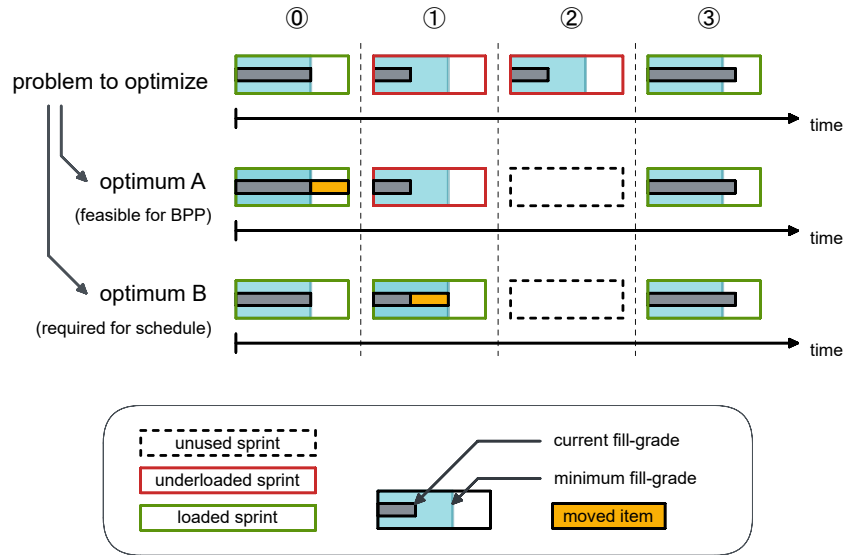 ⓪ ① ② ③
problem to optimize
time
optimum A
(feasible for BPP)
time
optimum B
(required for schedule)
time
unused sprint
underloaded sprint
loaded sprint
current fill-grade
minimum fill-grade
moved item